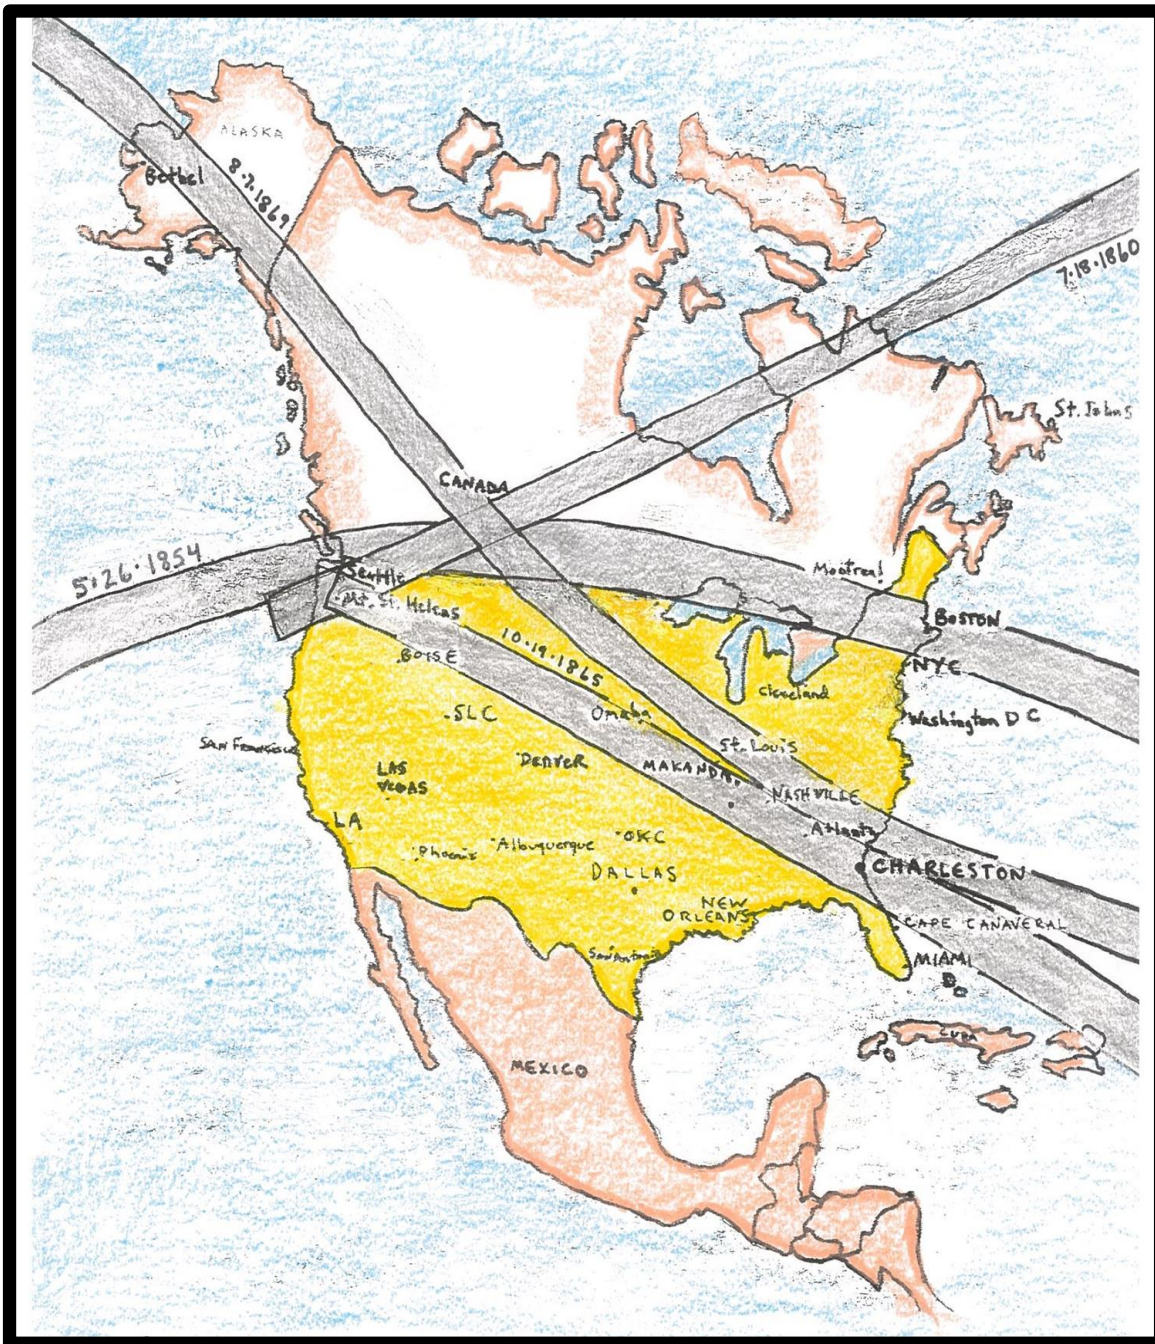 ALASKA
Bethel
8.7.1869
7.18.1860
St. Johns
CANADA
5.26.1854
Montreal
Seattle
Mt. St. Helens
BOSTON
10.19.1865
BOISE
NYE
Cleveland
SLC
Omaha
Washington D C
SAN FRANCISCO
St. Louis
DENVER
MAKANDA
LAS
VEGAS
NASHVILLE
LA
Atlanta
OKC
Albuquerque
Phoenix
CHARLESTON
DALLAS
NEW
ORLEANS
CAPE CANAVERAL
San Antonio
MIAMI
CUBA
MEXICO